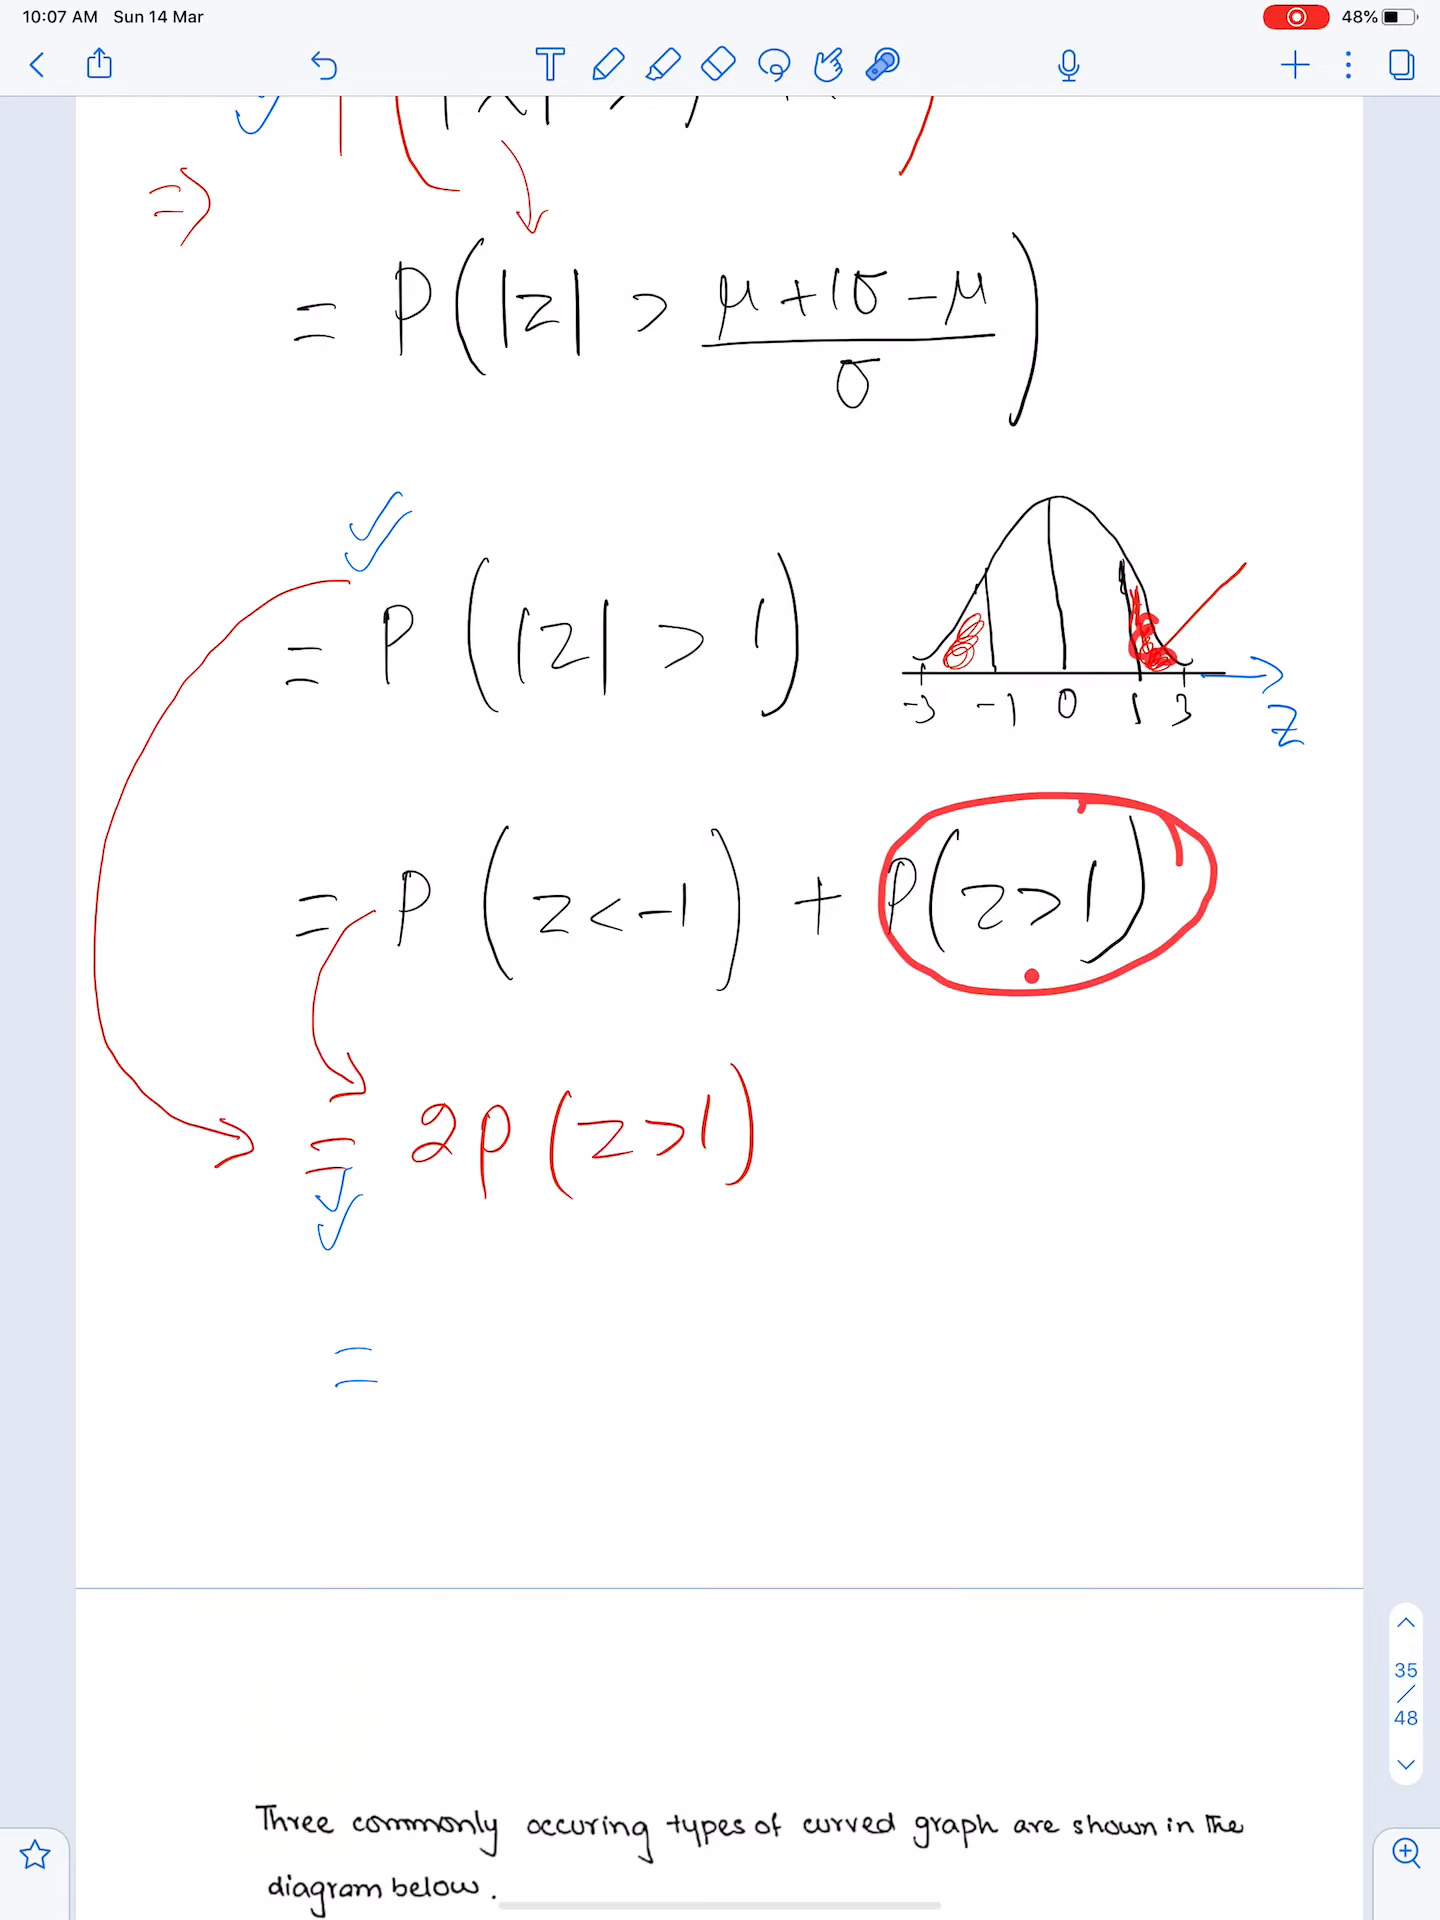 10:07 AM Sun 14 Mar 48%
T
⇒
= P(|z| > (μ+1σ−μ)/σ)
= P(|z| > 1)
-3 -1 0 1 3
z
= P(z<-1) + P(z>1)
= 2P(z>1)
=
35
/
48
Three commonly occuring types of curved graph are shown in the
diagram below.